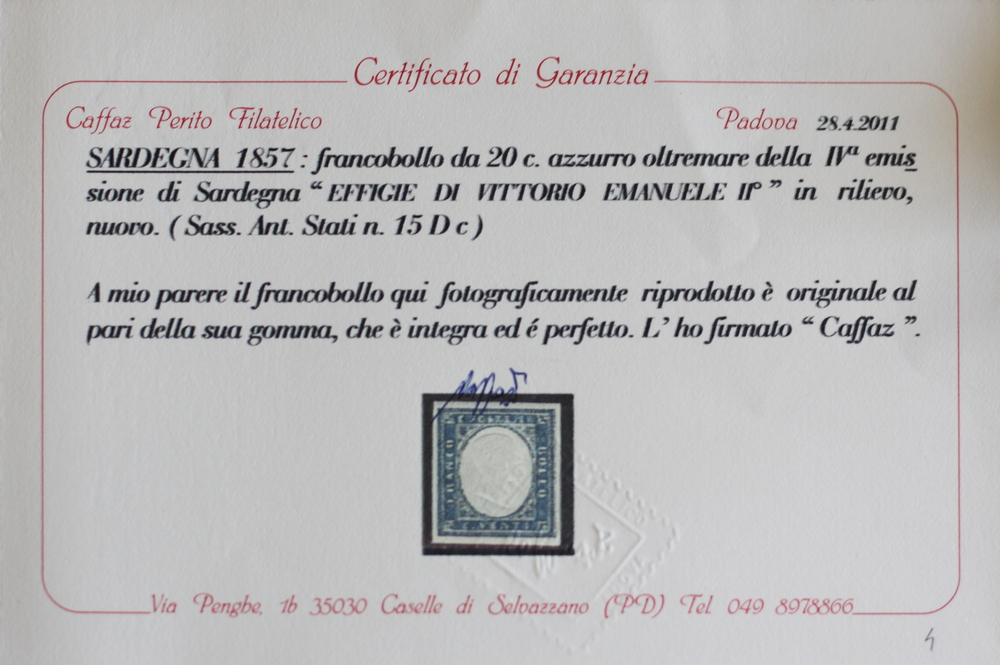 Certificato di Garanzia
Caffaz Perito Filatelico Padova 28.4.2011
SARDEGNA 1857 : francobollo da 20 c. azzurro oltremare della IVª emis
sione di Sardegna “ EFFIGIE DI VITTORIO EMANUELE II° ” in rilievo,
nuovo. ( Sass. Ant. Stati n. 15 D c )
A mio parere il francobollo qui fotograficamente riprodotto è originale al
pari della sua gomma, che è integra ed é perfetto. L' ho firmato “ Caffaz ”.
Caffaz
FRANCO
BOLLO
Via Penghe, 1b 35030 Caselle di Selvazzano (PD) Tel 049 8978866
4